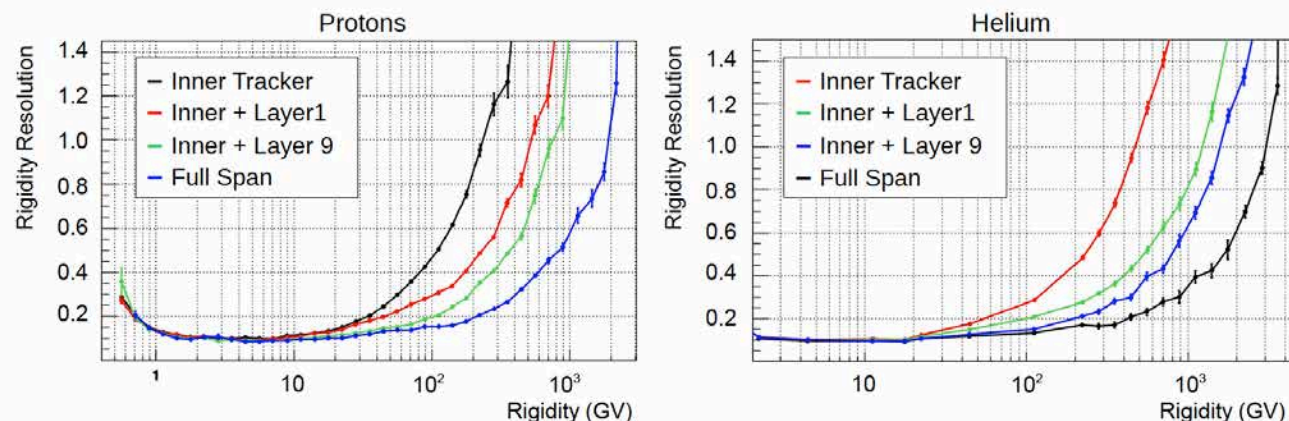 Protons
Rigidity Resolution
1.4
1.2
1.0
0.8
0.6
0.4
0.2
Inner Tracker
Inner + Layer1
Inner + Layer 9
Full Span
1
10
10²
10³
Rigidity (GV)
Helium
Rigidity Resolution
1.4
1.2
1.0
0.8
0.6
0.4
0.2
Inner Tracker
Inner + Layer1
Inner + Layer 9
Full Span
10
10²
10³
Rigidity (GV)